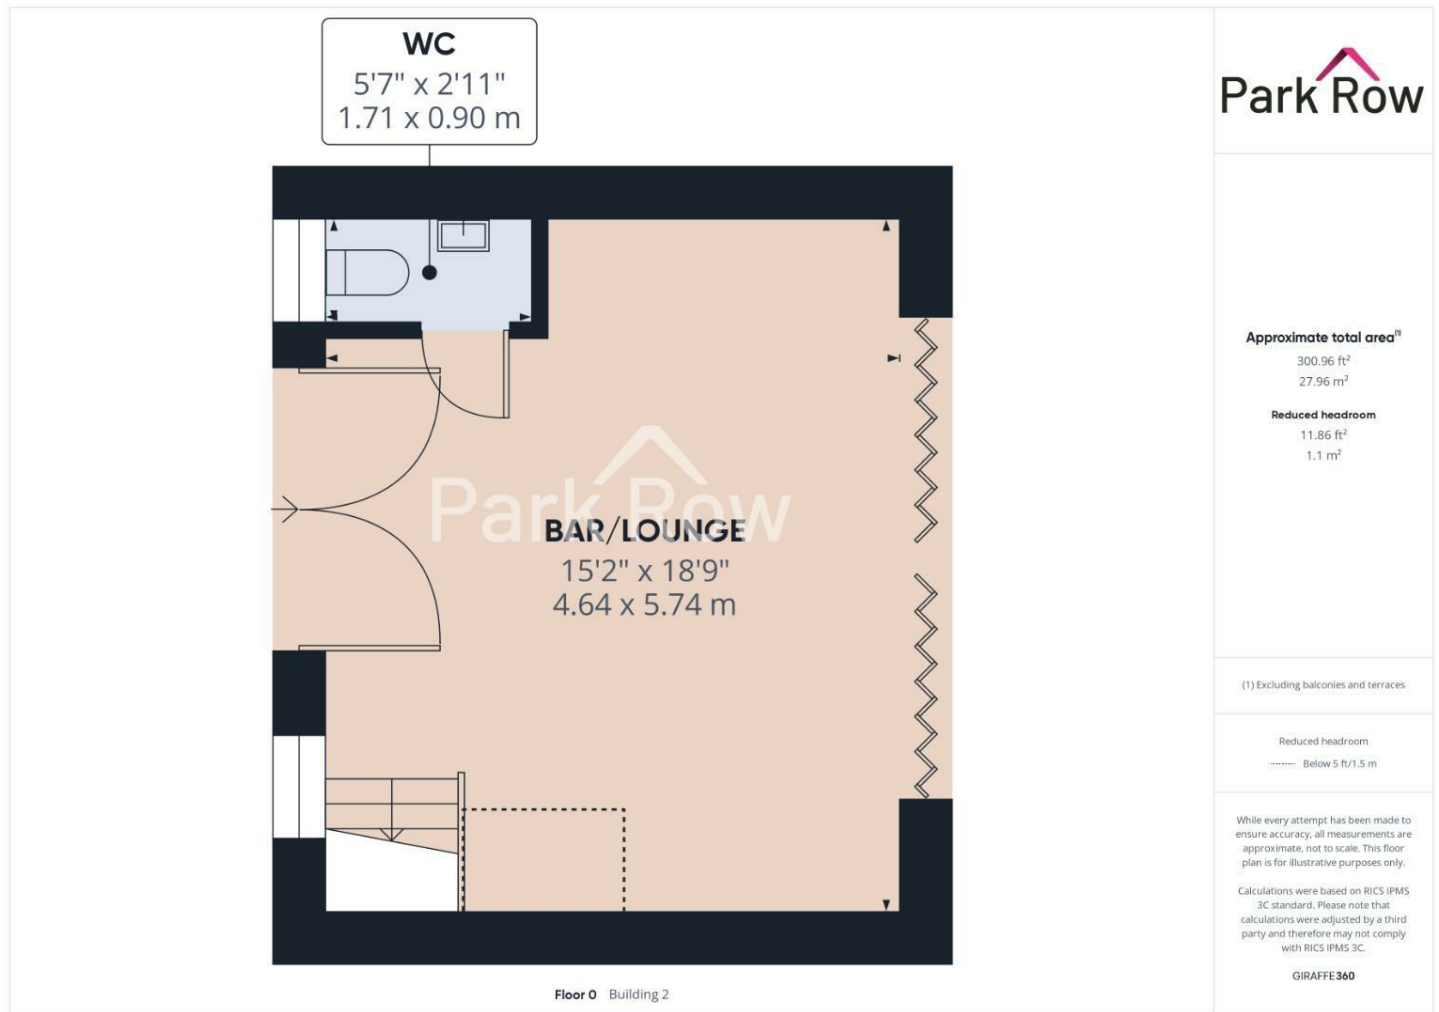 WC
5'7" x 2'11"
1.71 x 0.90 m
Park Row
BAR/LOUNGE
15'2" x 18'9"
4.64 x 5.74 m
Floor 0 Building 2
Park Row
Approximate total area(1)
300.96 ft²
27.96 m²
Reduced headroom
11.86 ft²
1.1 m²
(1) Excluding balconies and terraces
Reduced headroom
Below 5 ft/1.5 m
While every attempt has been made to
ensure accuracy, all measurements are
approximate, not to scale. This floor
plan is for illustrative purposes only.
Calculations were based on RICS IPMS
3C standard. Please note that
calculations were adjusted by a third
party and therefore may not comply
with RICS IPMS 3C.
GIRAFFE360